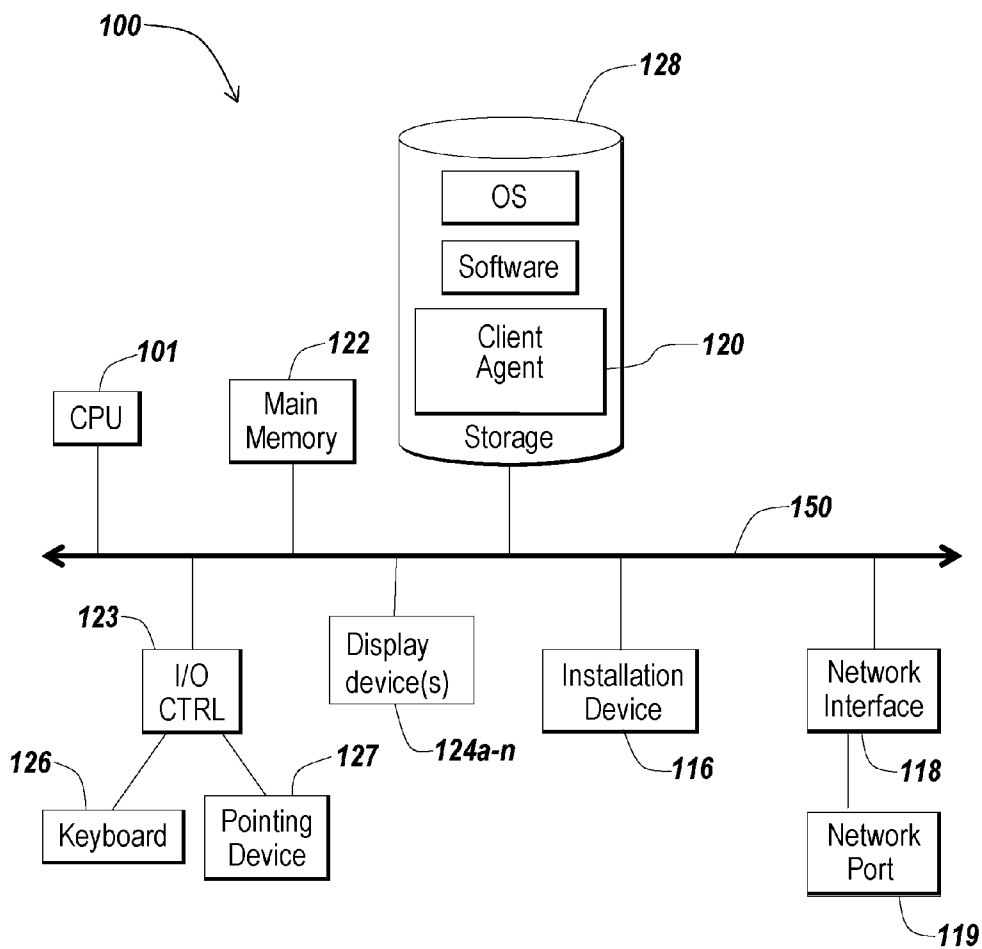 100
128
OS
Software
Client
Agent
120
Storage
101
CPU
122
Main
Memory
150
123
I/O
CTRL
Display
device(s)
124a-n
Installation
Device
116
Network
Interface
118
126
Keyboard
127
Pointing
Device
Network
Port
119